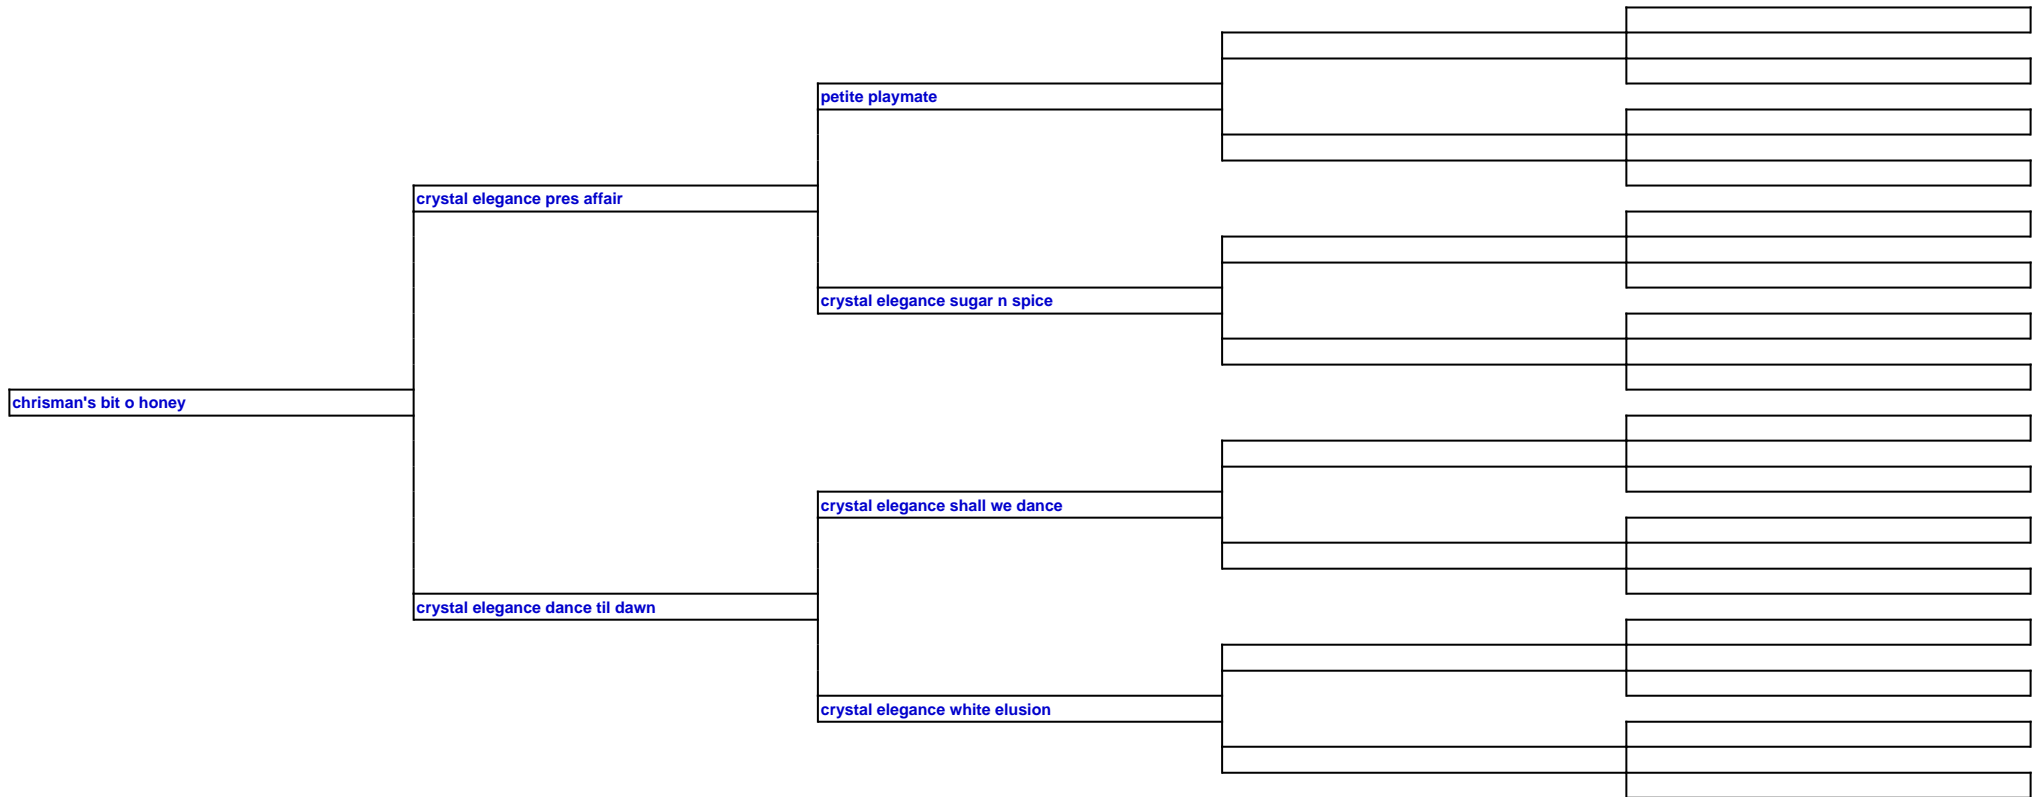 petite playmate
crystal elegance pres affair
crystal elegance sugar n spice
chrisman's bit o honey
crystal elegance shall we dance
crystal elegance dance til dawn
crystal elegance white elusion